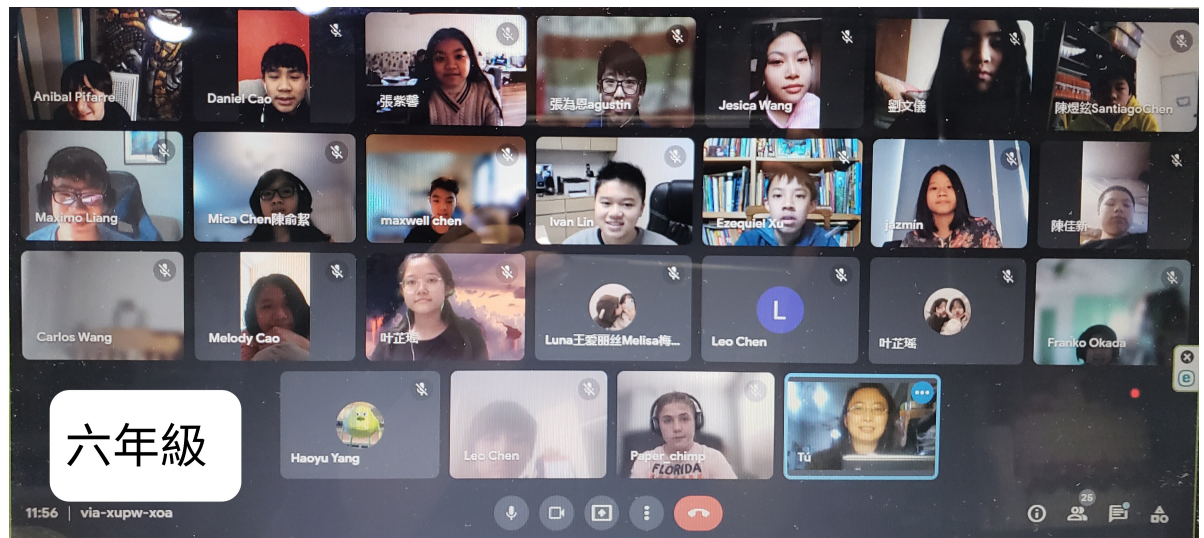 Anibal Pifarre
Daniel Cao
張紫馨
張為恩agustin
Jesica Wang
劉文儀
陳煜鉉SantiagoChen
Maximo Liang
Mica Chen陳俞絜
maxwell chen
Ivan Lin
Ezequiel Xu
jazmín
陳佳新
Carlos Wang
Melody Cao
叶芷瑶
Luna王爱丽丝Melisa梅...
L
Leo Chen
叶芷瑶
Franko Okada
Haoyu Yang
Leo Chen
Paper_chimp
FLORIDA
Tú
六年級
11:56 | via-xupw-xoa
25